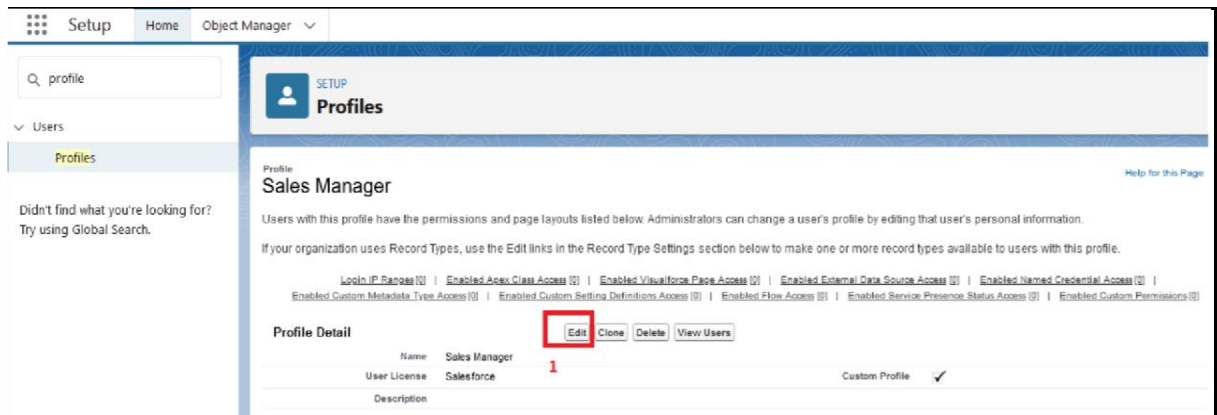 Setup Home Object Manager
profile
SETUP
Profiles
Users
Profiles
Didn't find what you're looking for?
Try using Global Search.
Profile
Sales Manager
Help for this Page
Users with this profile have the permissions and page layouts listed below. Administrators can change a user's profile by editing that user's personal information.
If your organization uses Record Types, use the Edit links in the Record Type Settings section below to make one or more record types available to users with this profile.
Login IP Ranges [0] | Enabled Apex Class Access [0] | Enabled Visualforce Page Access [0] | Enabled External Data Source Access [0] | Enabled Named Credential Access [0] |
Enabled Custom Metadata Type Access [0] | Enabled Custom Setting Definitions Access [0] | Enabled Flow Access [0] | Enabled Service Presence Status Access [0] | Enabled Custom Permissions [0]
Profile Detail Edit Clone Delete View Users
1
Name Sales Manager
User License Salesforce Custom Profile ✓
Description